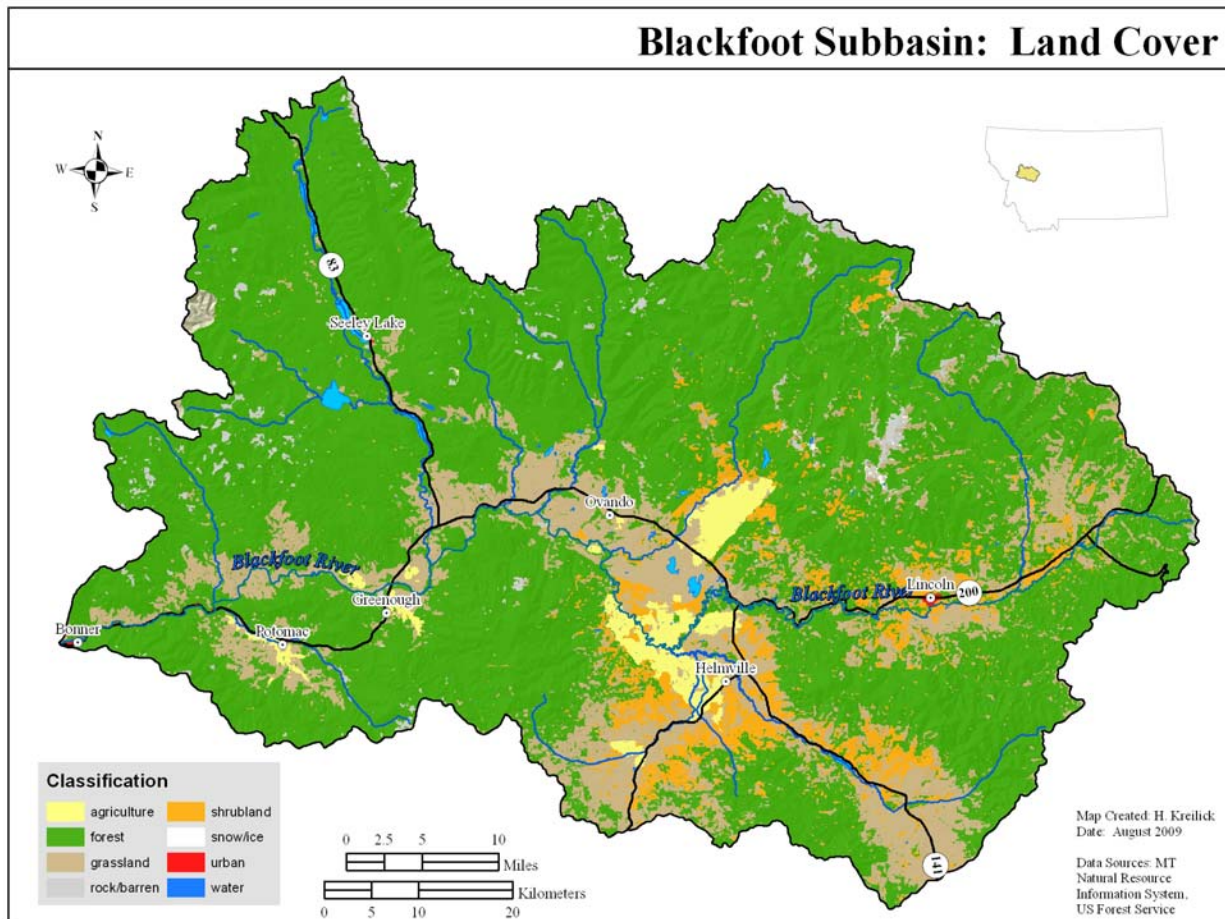 Blackfoot Subbasin:  Land Cover
N
W
E
S
83
Seeley Lake
Ovando
Blackfoot River
Blackfoot River
Lincoln
200
Greenough
Bonner
Potomac
Helmville
141
Classification
agriculture
shrubland
forest
snow/ice
grassland
urban
rock/barren
water
0 2.5 5 10
Miles
Kilometers
0 5 10 20
Map Created: H. Kreilick
Date:  August 2009
Data Sources: MT
Natural Resource
Information System,
US Forest Service